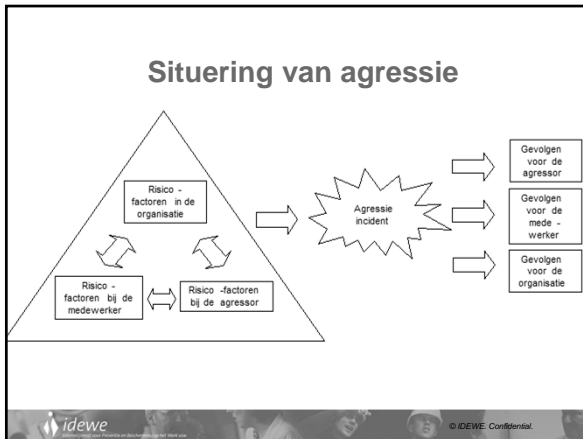 Situering van agressie
Risico -
factoren in de
organisatie
Risico -
factoren bij de
medewerker
Risico -factoren
bij de agressor
Agressie
incident
Gevolgen
voor de
agressor
Gevolgen
voor de
mede -
werker
Gevolgen
voor de
organisatie
idewe
© IDEWE. Confidential.